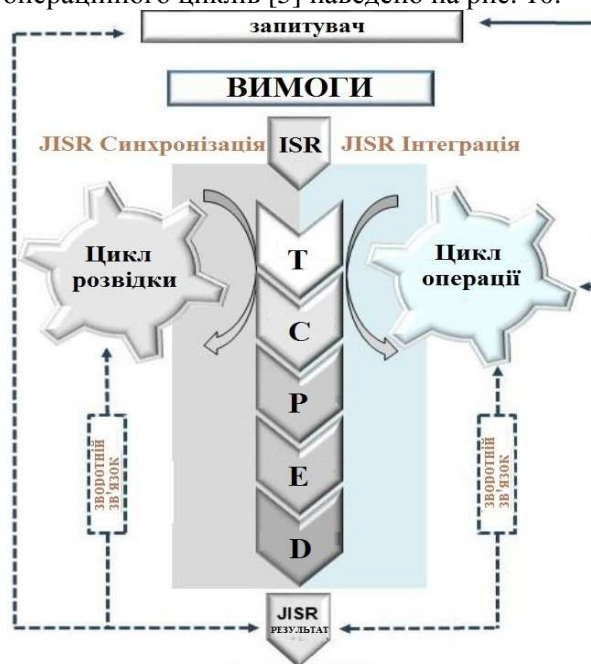 операційного циклів [5] наведено на рис. 10.
запитувач
ВИМОГИ
JISR Синхронізація
ISR
JISR Інтеграція
Цикл
розвідки
T
Цикл
операції
C
P
E
D
зворотній
зв'язок
зворотній
зв'язок
JISR
РЕЗУЛЬТАТ